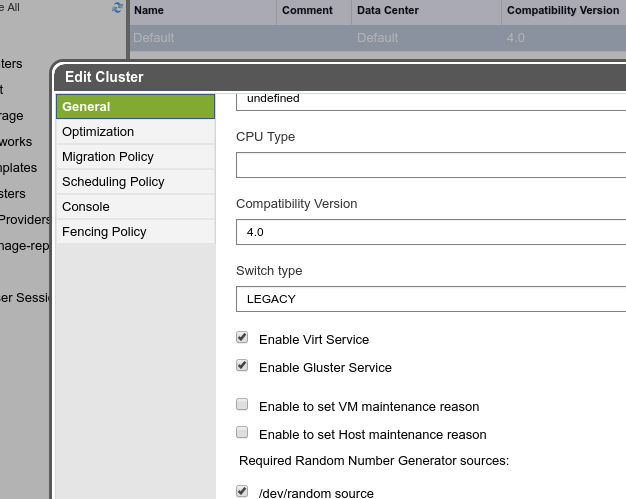 e All
Name Comment Data Center Compatibility Version
Default Default 4.0
ters
t
rage
works
nplates
sters
Providers
nage-rep
er Sessi
Edit Cluster
General
Optimization
Migration Policy
Scheduling Policy
Console
Fencing Policy
undefined
CPU Type
Compatibility Version
4.0
Switch type
LEGACY
Enable Virt Service
Enable Gluster Service
Enable to set VM maintenance reason
Enable to set Host maintenance reason
Required Random Number Generator sources:
/dev/random source